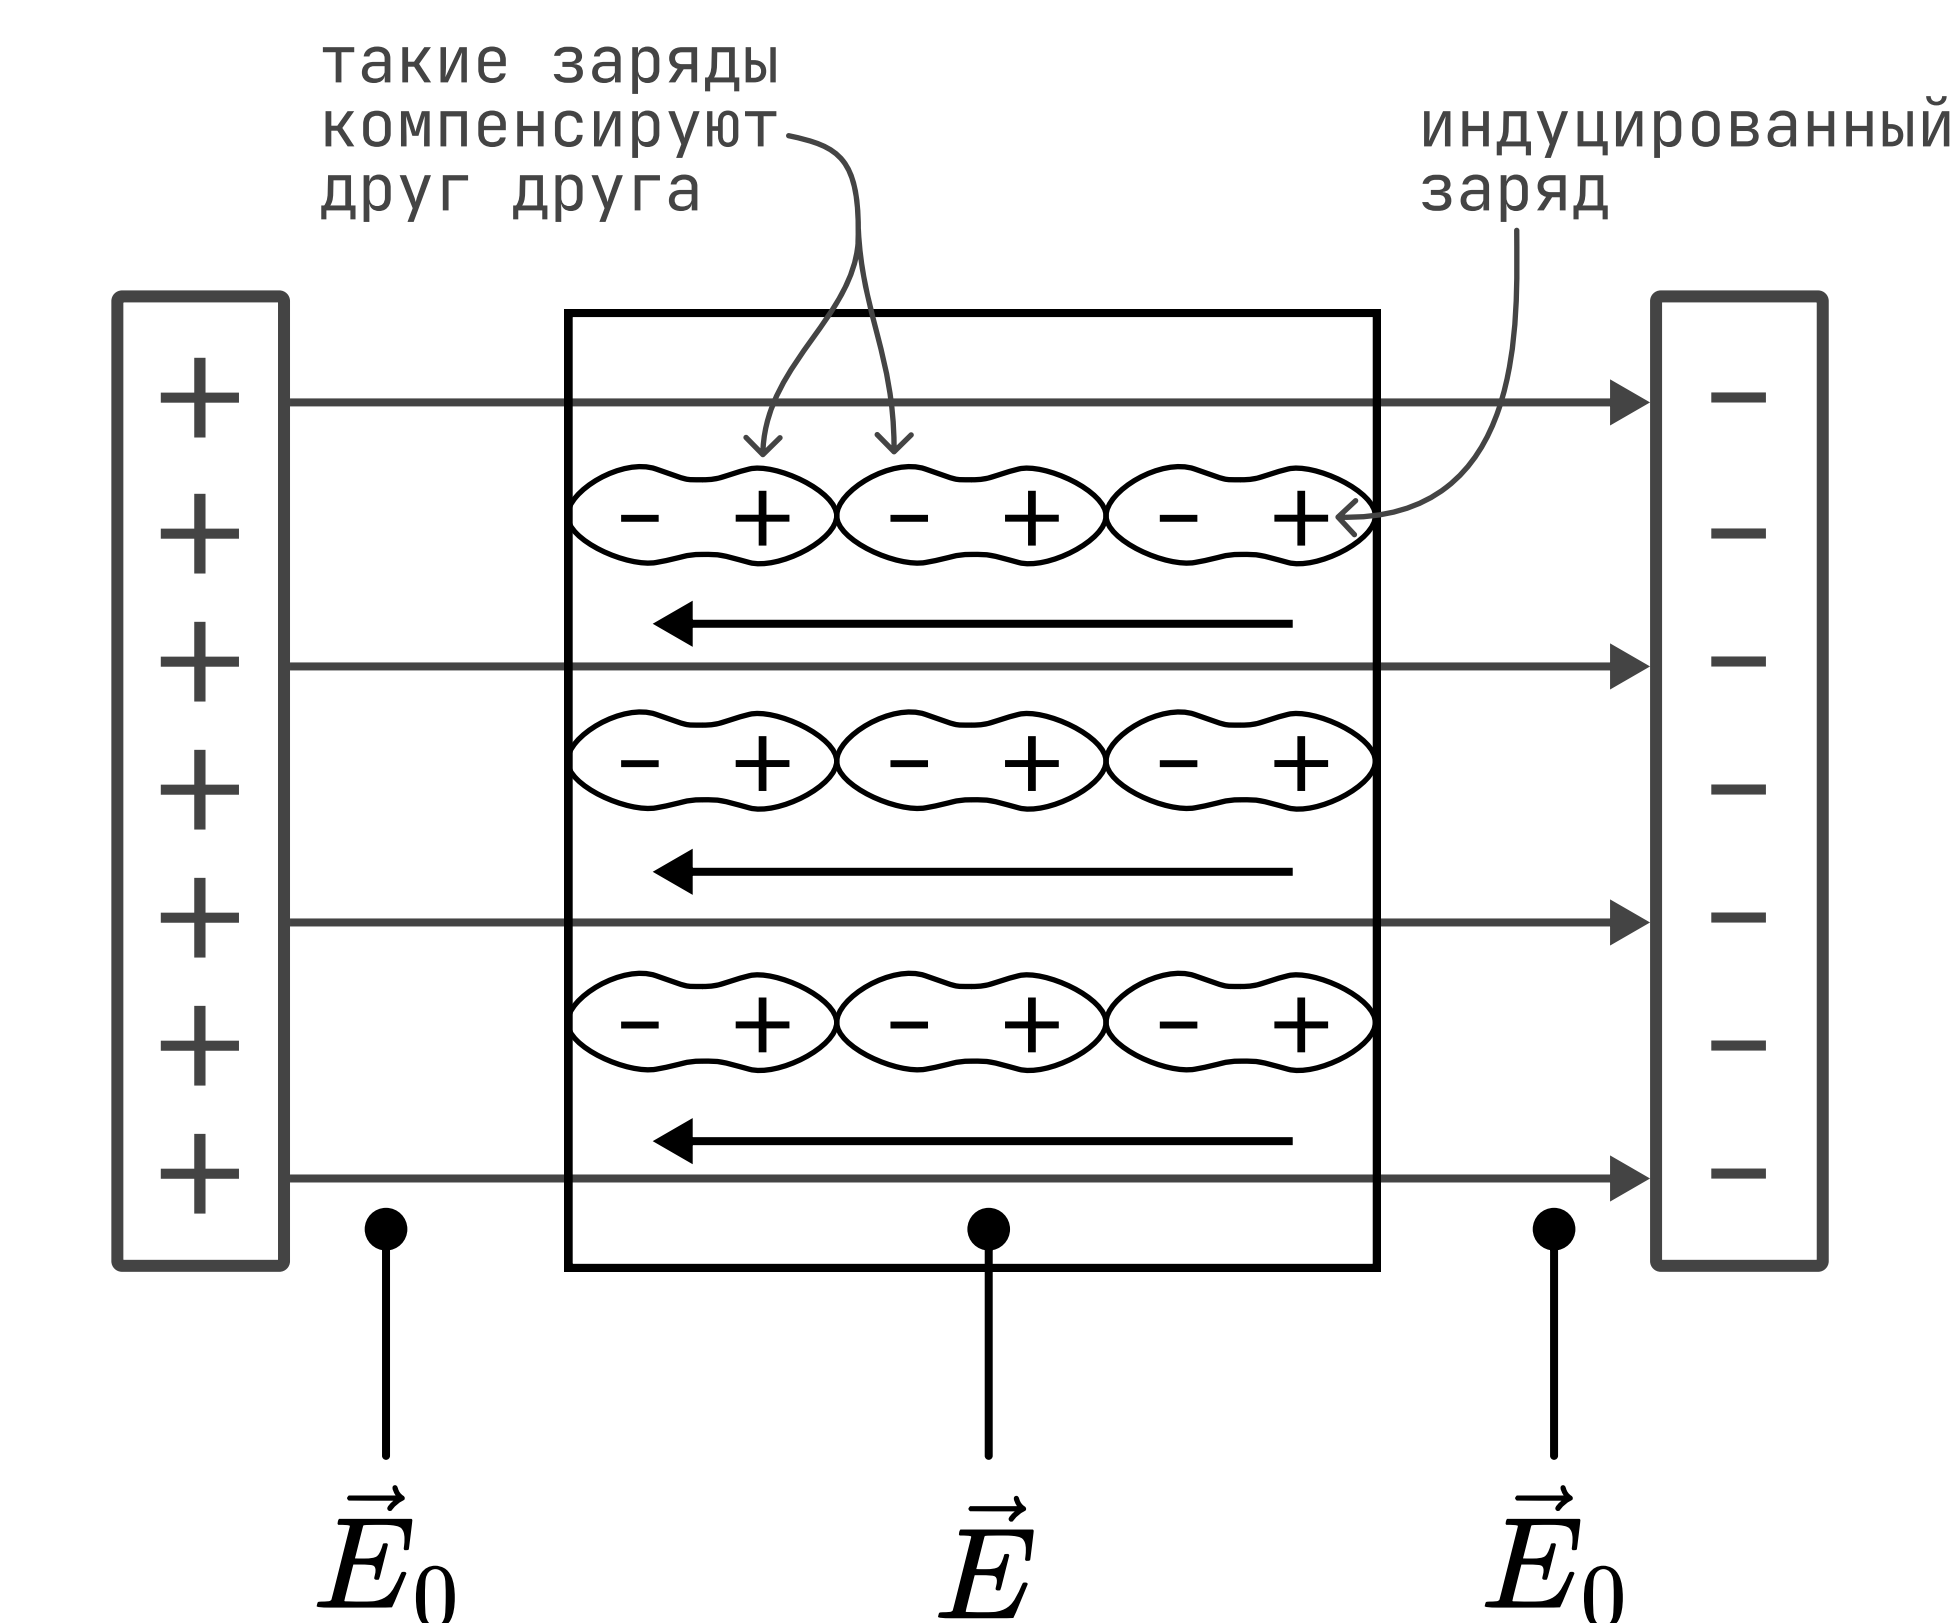 такие заряды
компенсируют
друг друга
индуцированный
заряд
+ −
+ −
+ −
+ −
+ −
+ −
+ −
− + − + − +
− + − + − +
− + − + − +
E⃗₀ E⃗ E⃗₀